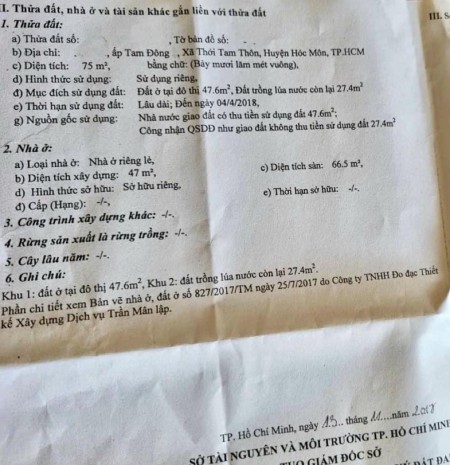 II. Thửa đất, nhà ở và tài sản khác gắn liền với thửa đất
1. Thửa đất:
a) Thửa đất số: , Tờ bản đồ số:
b) Địa chỉ: , ấp Tam Đông , Xã Thới Tam Thôn, Huyện Hóc Môn, TP.HCM
c) Diện tích: 75 m², bằng chữ: (Bảy mươi lăm mét vuông),
d) Hình thức sử dụng: Sử dụng riêng,
đ) Mục đích sử dụng đất: Đất ở tại đô thị 47.6m², Đất trồng lúa nước còn lại 27.4m²
e) Thời hạn sử dụng đất: Lâu dài; Đến ngày 04/4/2018,
g) Nguồn gốc sử dụng: Nhà nước giao đất có thu tiền sử dụng đất 47.6m²;
Công nhận QSDĐ như giao đất không thu tiền sử dụng đất 27.4m²
2. Nhà ở:
a) Loại nhà ở: Nhà ở riêng lẻ,
b) Diện tích xây dựng: 47 m², c) Diện tích sàn: 66.5 m²,
d) Hình thức sở hữu: Sở hữu riêng,
đ) Cấp (Hạng): -/-, e) Thời hạn sở hữu: -/-.
3. Công trình xây dựng khác: -/-.
4. Rừng sản xuất là rừng trồng: -/-.
5. Cây lâu năm: -/-.
6. Ghi chú:
Khu 1: đất ở tại đô thị 47.6m², Khu 2: đất trồng lúa nước còn lại 27.4m².
Phần chi tiết xem Bản vẽ nhà ở, đất ở số 827/2017/TM ngày 25/7/2017 do Công ty TNHH Đo đạc Thiết
kế Xây dựng Dịch vụ Trần Mân lập.
III. S
TP. Hồ Chí Minh, ngày 15.. tháng 11....năm 2017
SỞ TÀI NGUYÊN VÀ MÔI TRƯỜNG TP. HỒ CHÍ MINH
GIÁM ĐỐC SỞ
ĐẤT ĐA